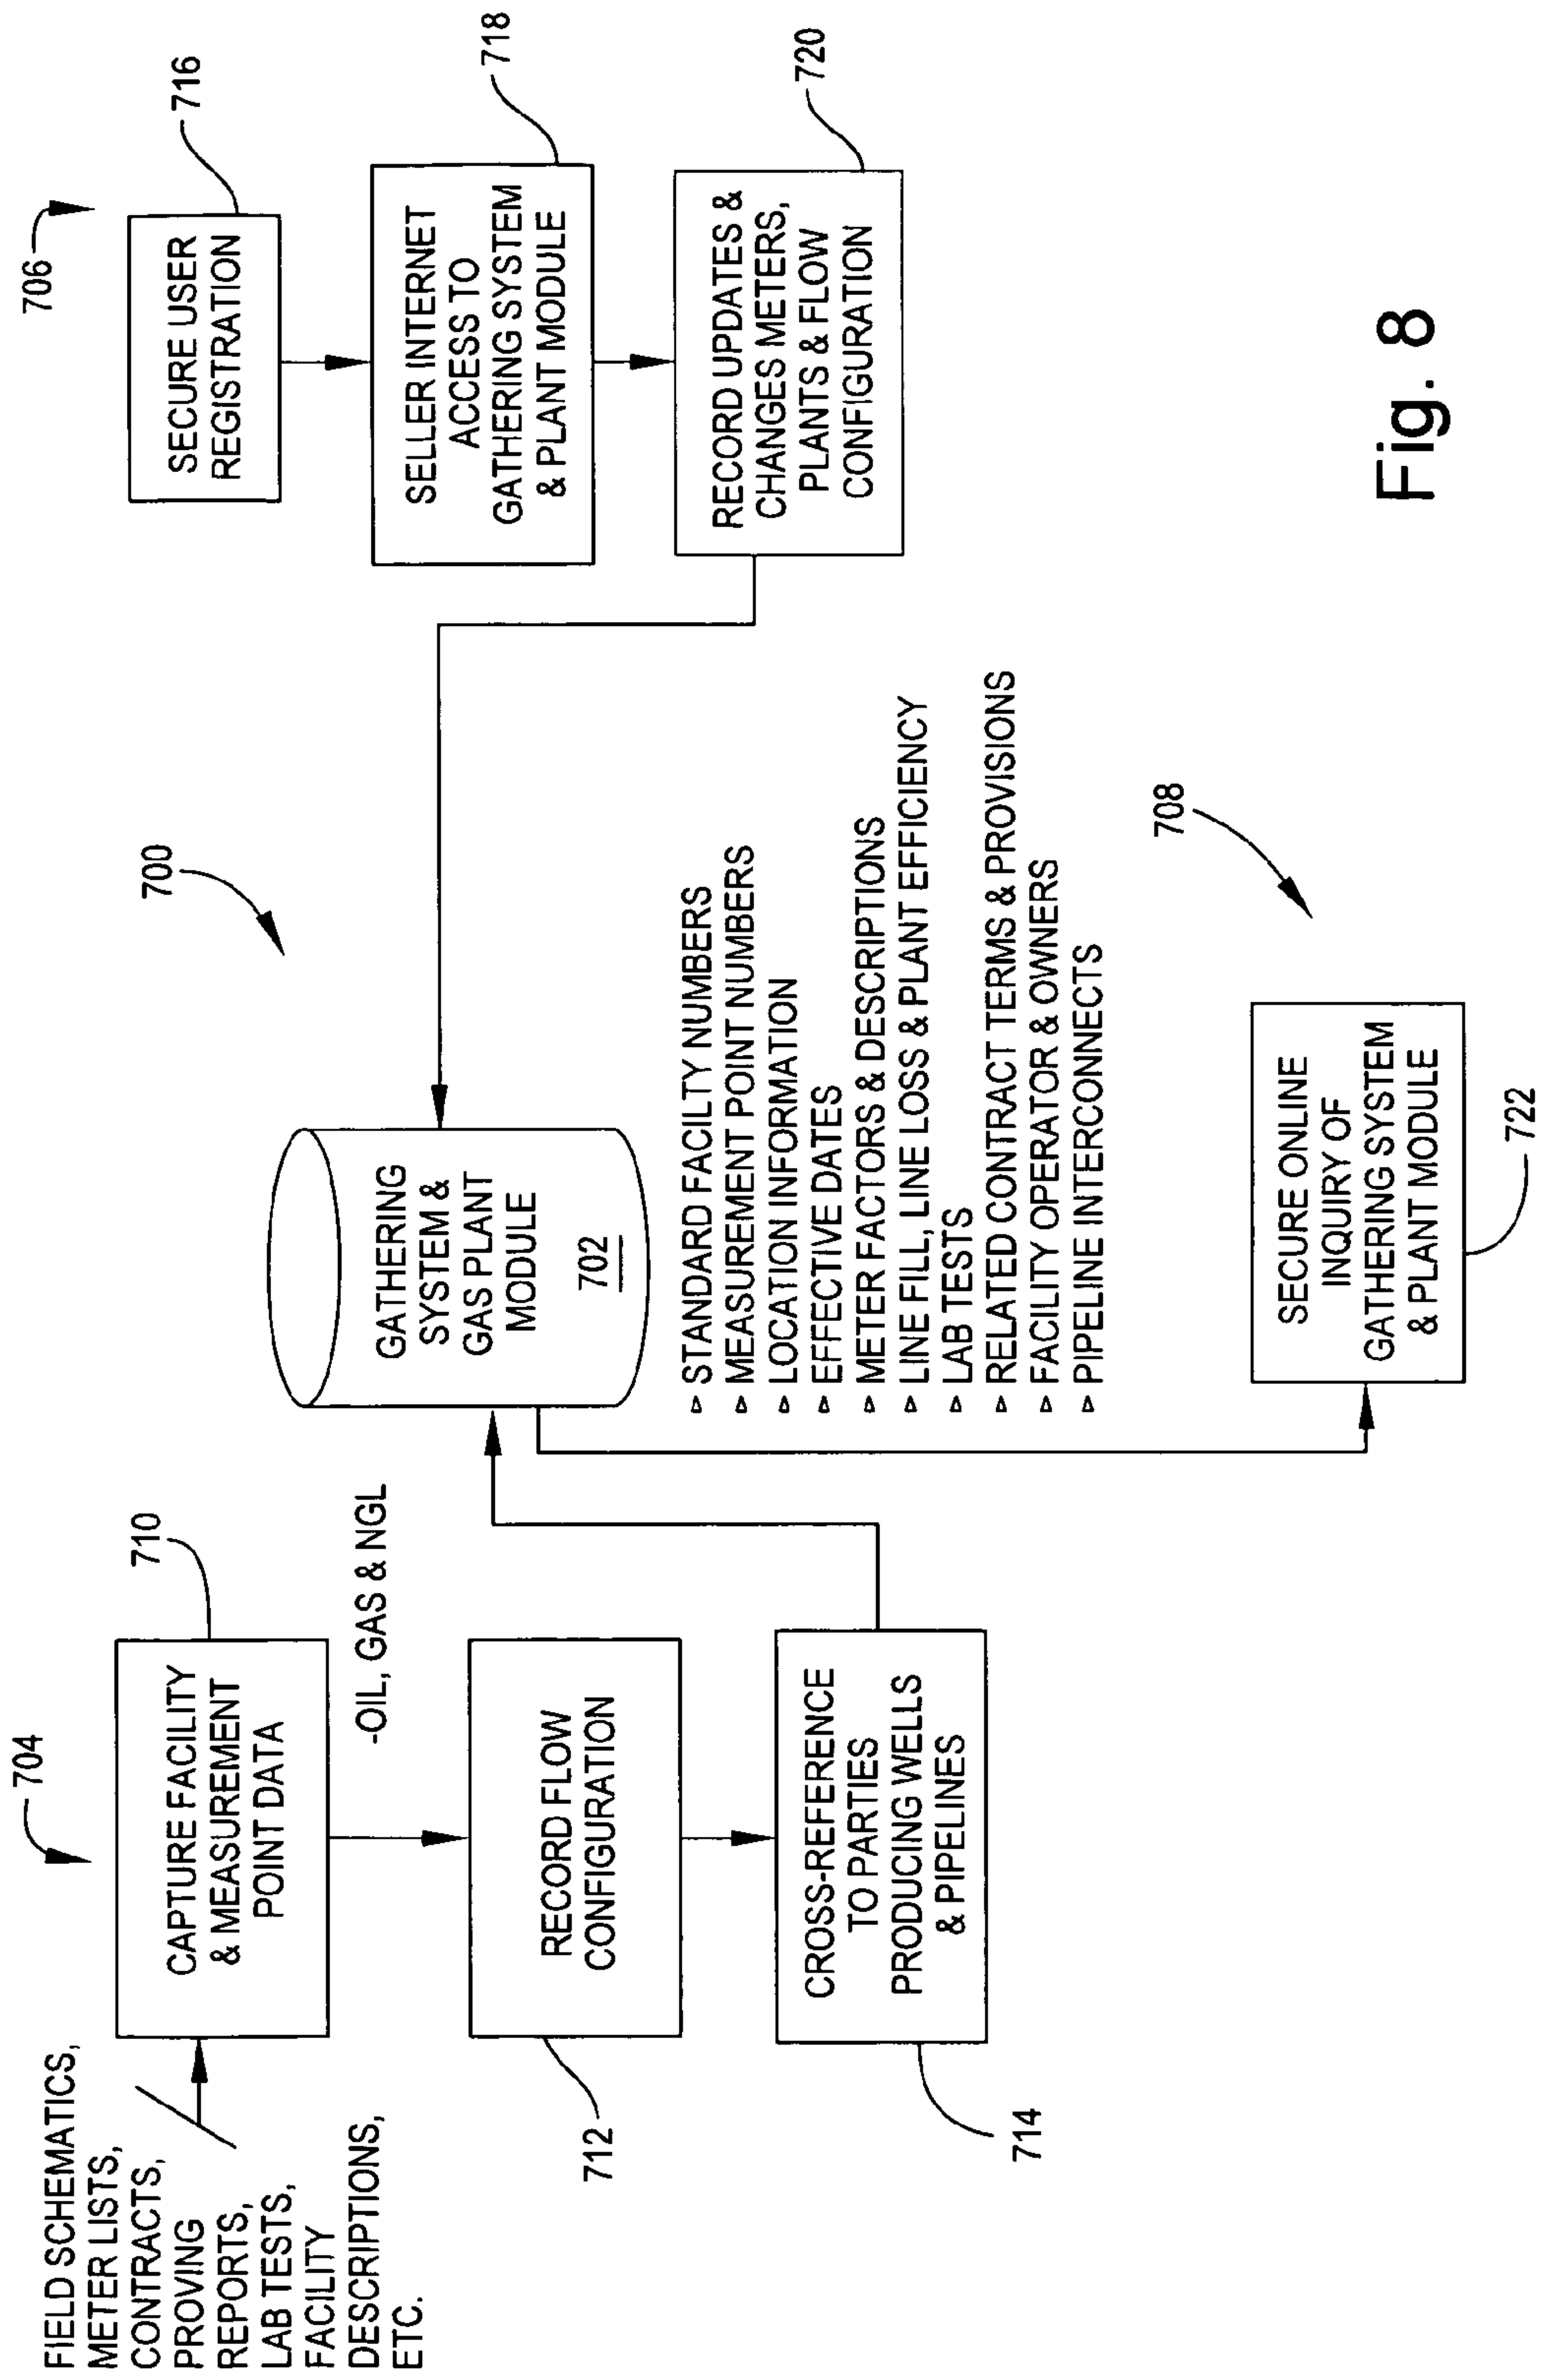 704
FIELD SCHEMATICS,
METER LISTS,
CONTRACTS,
PROVING
REPORTS,
LAB TESTS,
FACILITY
DESCRIPTIONS,
ETC.
CAPTURE FACILITY
& MEASUREMENT
POINT DATA
710
-OIL, GAS & NGL
RECORD FLOW
CONFIGURATION
712
CROSS-REFERENCE
TO PARTIES
PRODUCING WELLS
& PIPELINES
714
700
GATHERING
SYSTEM &
GAS PLANT
MODULE
702
▹ STANDARD FACILTY NUMBERS
▹ MEASUREMENT POINT NUMBERS
▹ LOCATION INFORMATION
▹ EFFECTIVE DATES
▹ METER FACTORS & DESCRIPTIONS
▹ LINE FILL, LINE LOSS & PLANT EFFICIENCY
▹ LAB TESTS
▹ RELATED CONTRACT TERMS & PROVISIONS
▹ FACILITY OPERATOR & OWNERS
▹ PIPELINE INTERCONNECTS
708
SECURE ONLINE
INQUIRY OF
GATHERING SYSTEM
& PLANT MODULE
722
706
SECURE USER
REGISTRATION
716
SELLER INTERNET
ACCESS TO
GATHERING SYSTEM
& PLANT MODULE
718
RECORD UPDATES &
CHANGES METERS,
PLANTS & FLOW
CONFIGURATION
720
Fig. 8